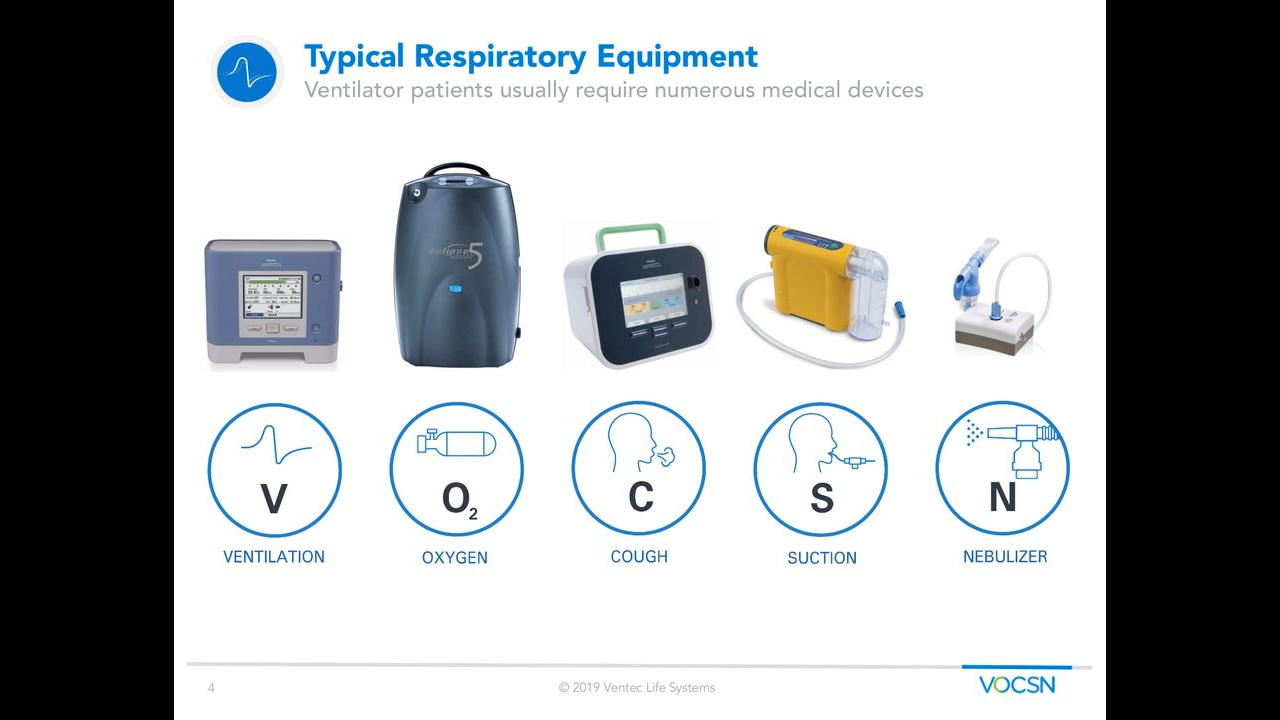 Typical Respiratory Equipment
Ventilator patients usually require numerous medical devices
eclipse 5
V
O2
C
S
N
VENTILATION
OXYGEN
COUGH
SUCTION
NEBULIZER
4
© 2019 Ventec Life Systems
VOCSN